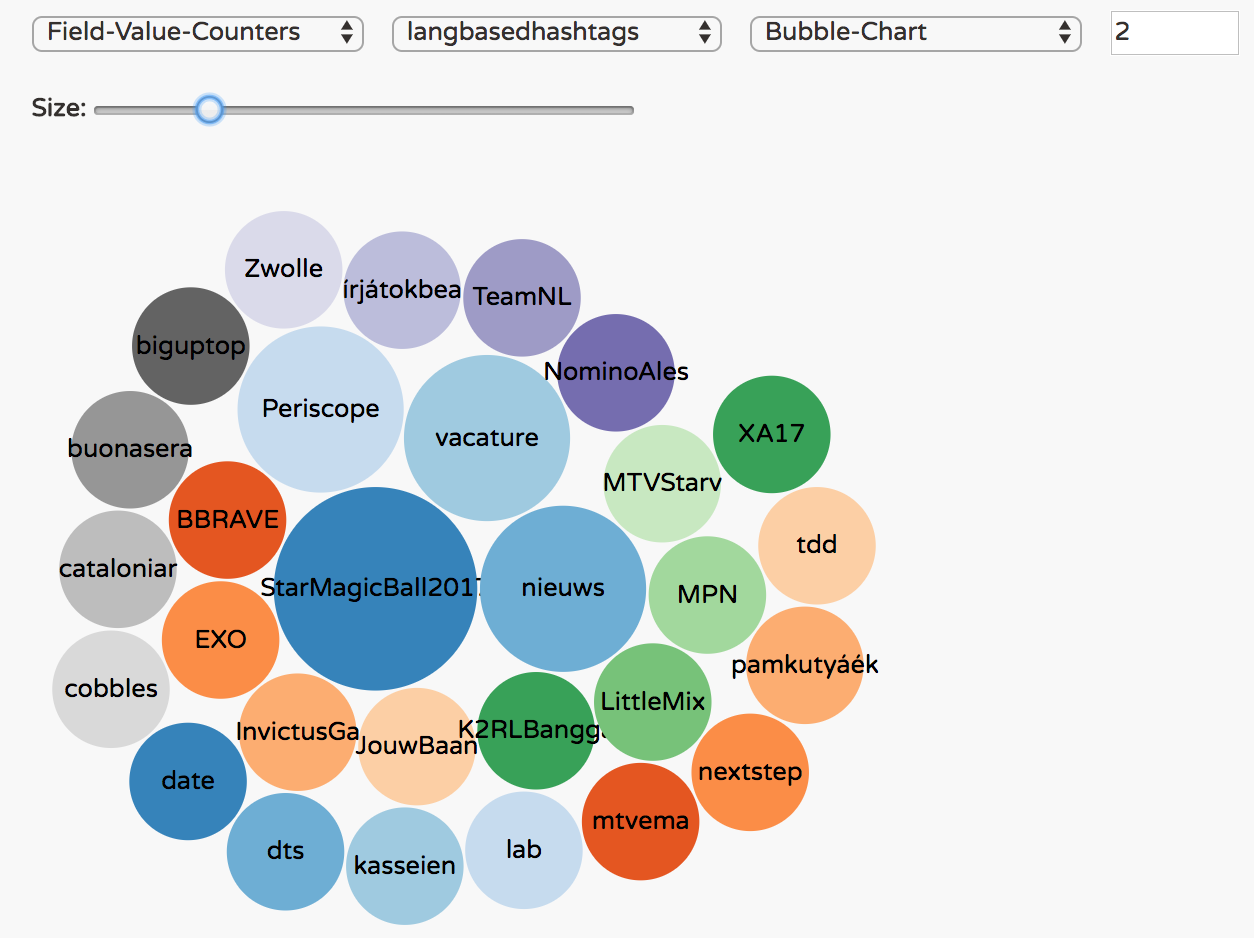 Field-Value-Counters
langbasedhashtags
Bubble-Chart
2
Size:
Zwolle
írjátokbea
TeamNL
biguptop
NominoAles
Periscope
vacature
XA17
buonasera
MTVStarv
BBRAVE
tdd
cataloniar
StarMagicBall201
nieuws
MPN
EXO
pamkutyáék
cobbles
LittleMix
InvictusGa
JouwBaan
K2RLBangg
nextstep
date
mtvema
dts
kasseien
lab